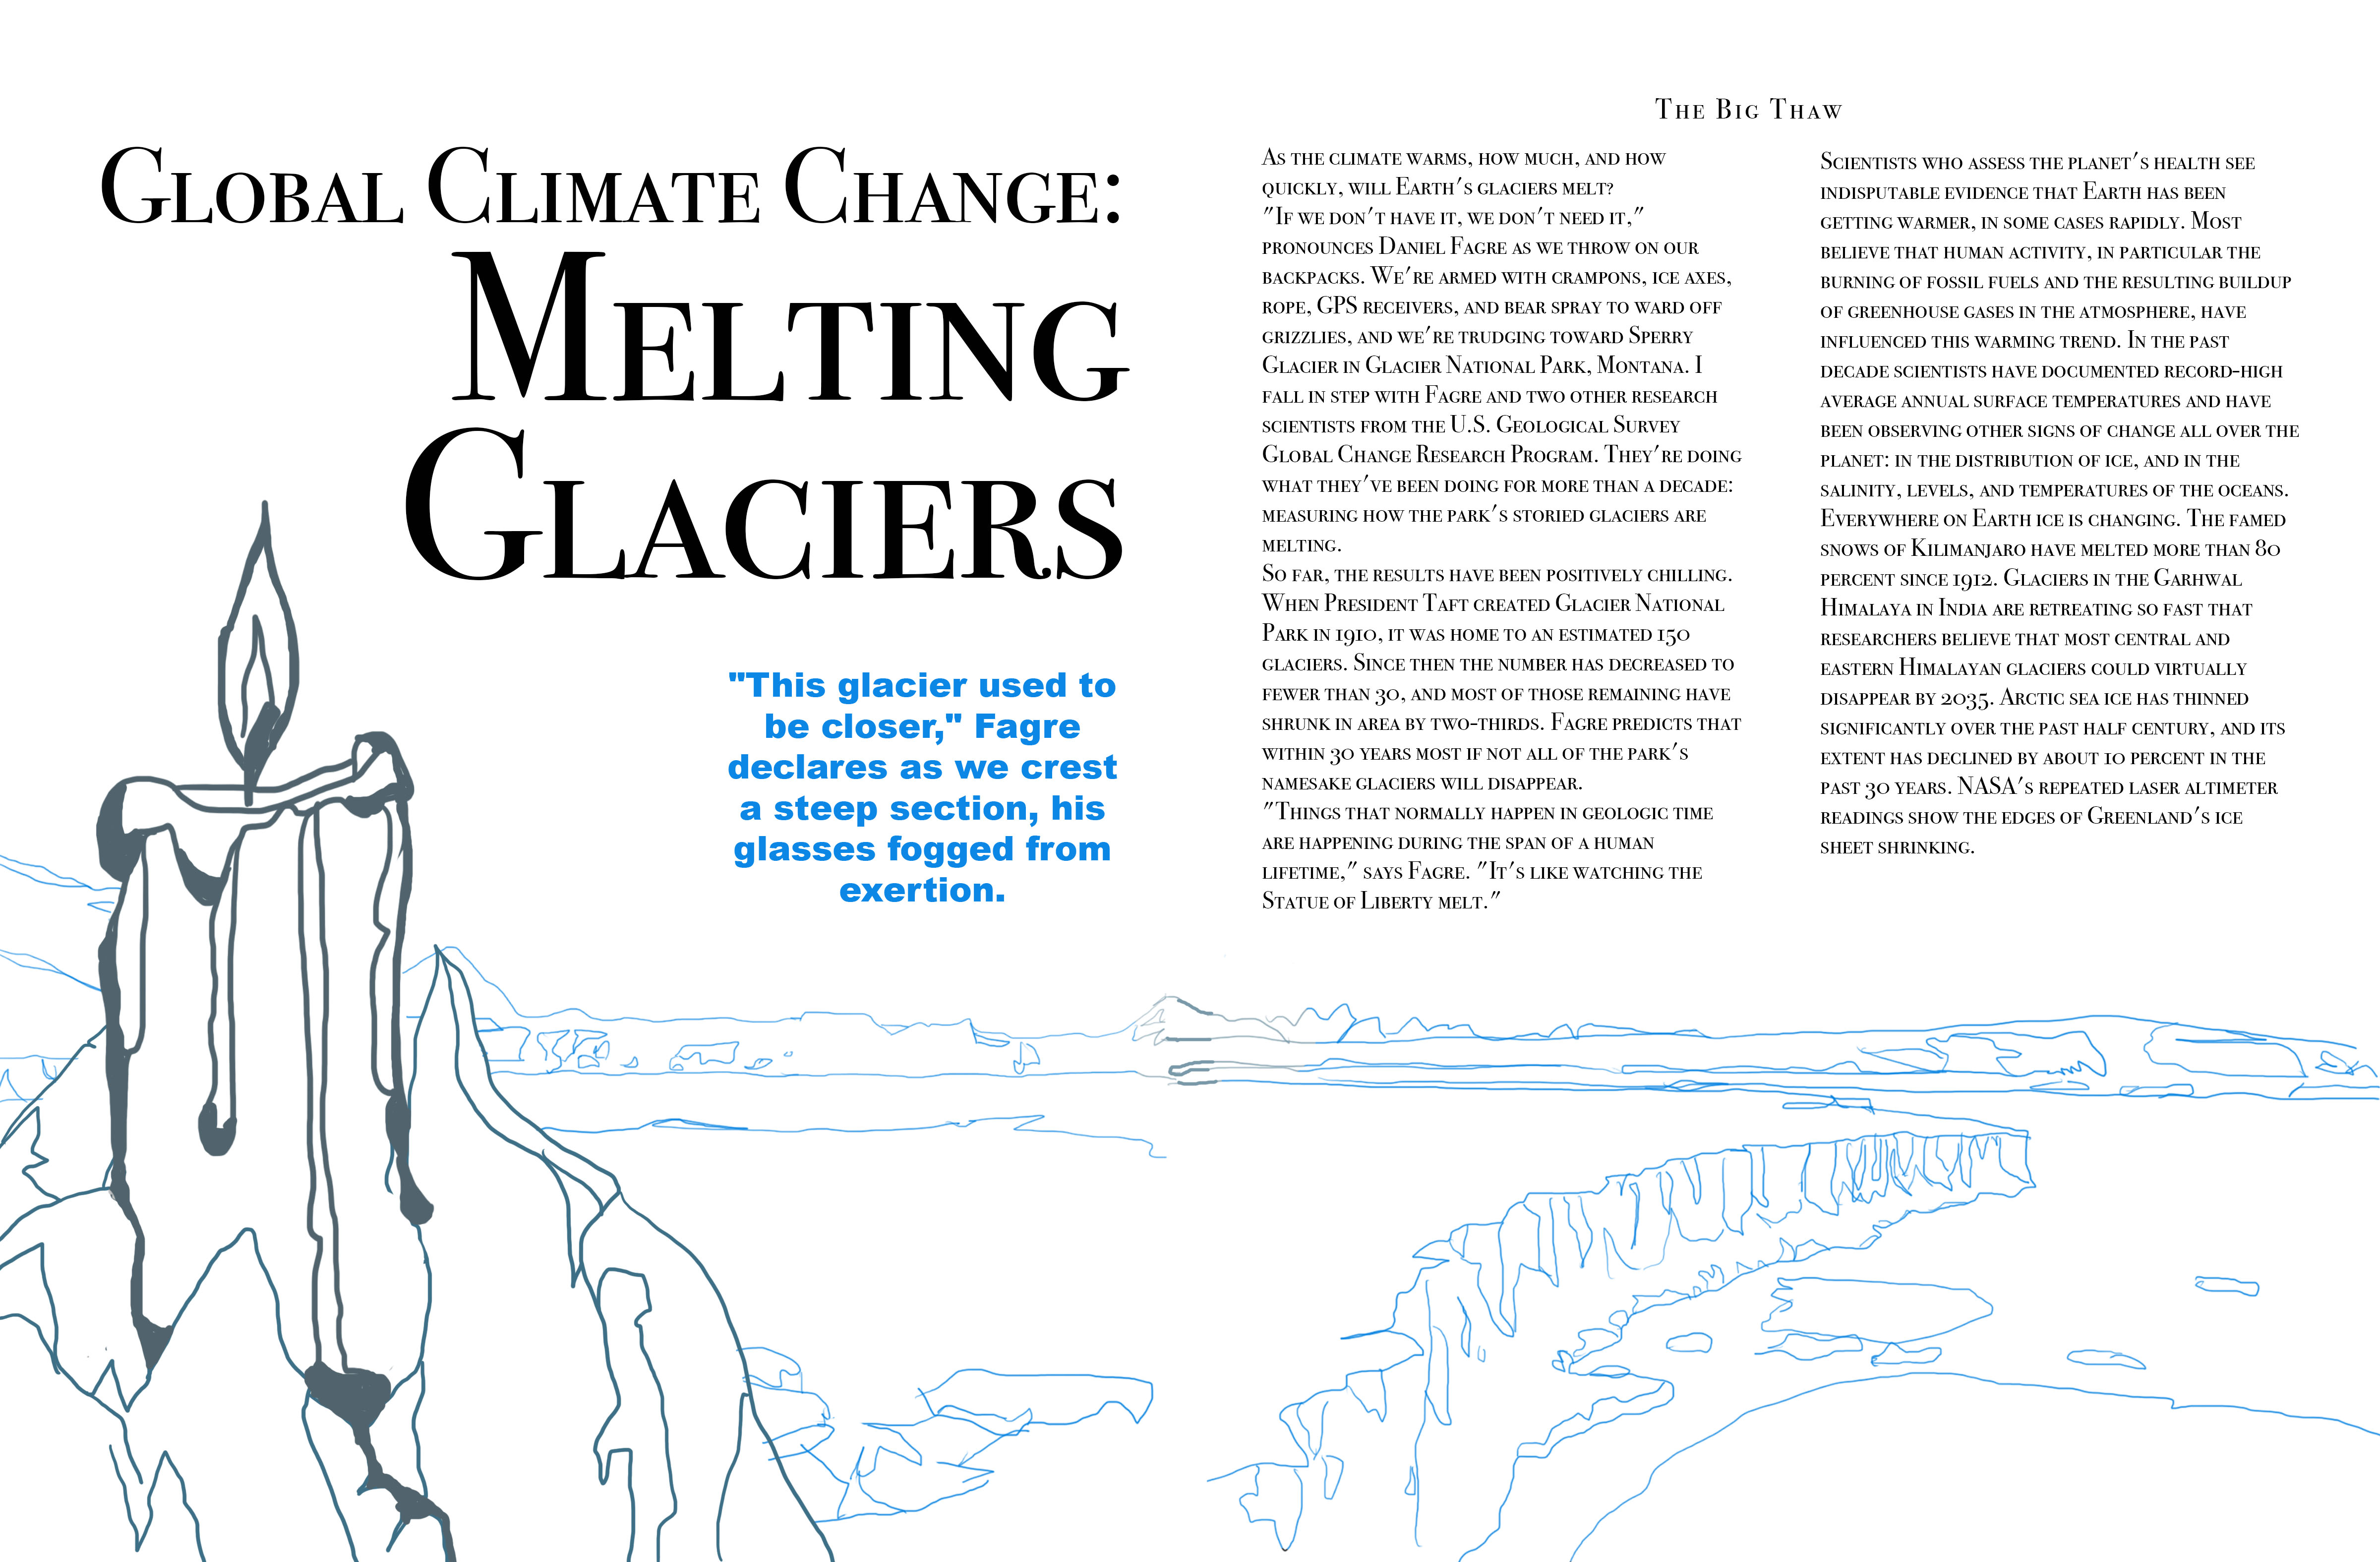 Global Climate Change:
Melting
Glaciers
"This glacier used to
be closer," Fagre
declares as we crest
a steep section, his
glasses fogged from
exertion.
The Big Thaw
As the climate warms, how much, and how
quickly, will Earth's glaciers melt?
"If we don't have it, we don't need it,"
pronounces Daniel Fagre as we throw on our
backpacks. We're armed with crampons, ice axes,
rope, GPS receivers, and bear spray to ward off
grizzlies, and we're trudging toward Sperry
Glacier in Glacier National Park, Montana. I
fall in step with Fagre and two other research
scientists from the U.S. Geological Survey
Global Change Research Program. They're doing
what they've been doing for more than a decade:
measuring how the park's storied glaciers are
melting.
So far, the results have been positively chilling.
When President Taft created Glacier National
Park in 1910, it was home to an estimated 150
glaciers. Since then the number has decreased to
fewer than 30, and most of those remaining have
shrunk in area by two-thirds. Fagre predicts that
within 30 years most if not all of the park's
namesake glaciers will disappear.
"Things that normally happen in geologic time
are happening during the span of a human
lifetime," says Fagre. "It's like watching the
Statue of Liberty melt."
Scientists who assess the planet's health see
indisputable evidence that Earth has been
getting warmer, in some cases rapidly. Most
believe that human activity, in particular the
burning of fossil fuels and the resulting buildup
of greenhouse gases in the atmosphere, have
influenced this warming trend. In the past
decade scientists have documented record-high
average annual surface temperatures and have
been observing other signs of change all over the
planet: in the distribution of ice, and in the
salinity, levels, and temperatures of the oceans.
Everywhere on Earth ice is changing. The famed
snows of Kilimanjaro have melted more than 80
percent since 1912. Glaciers in the Garhwal
Himalaya in India are retreating so fast that
researchers believe that most central and
eastern Himalayan glaciers could virtually
disappear by 2035. Arctic sea ice has thinned
significantly over the past half century, and its
extent has declined by about 10 percent in the
past 30 years. NASA's repeated laser altimeter
readings show the edges of Greenland's ice
sheet shrinking.